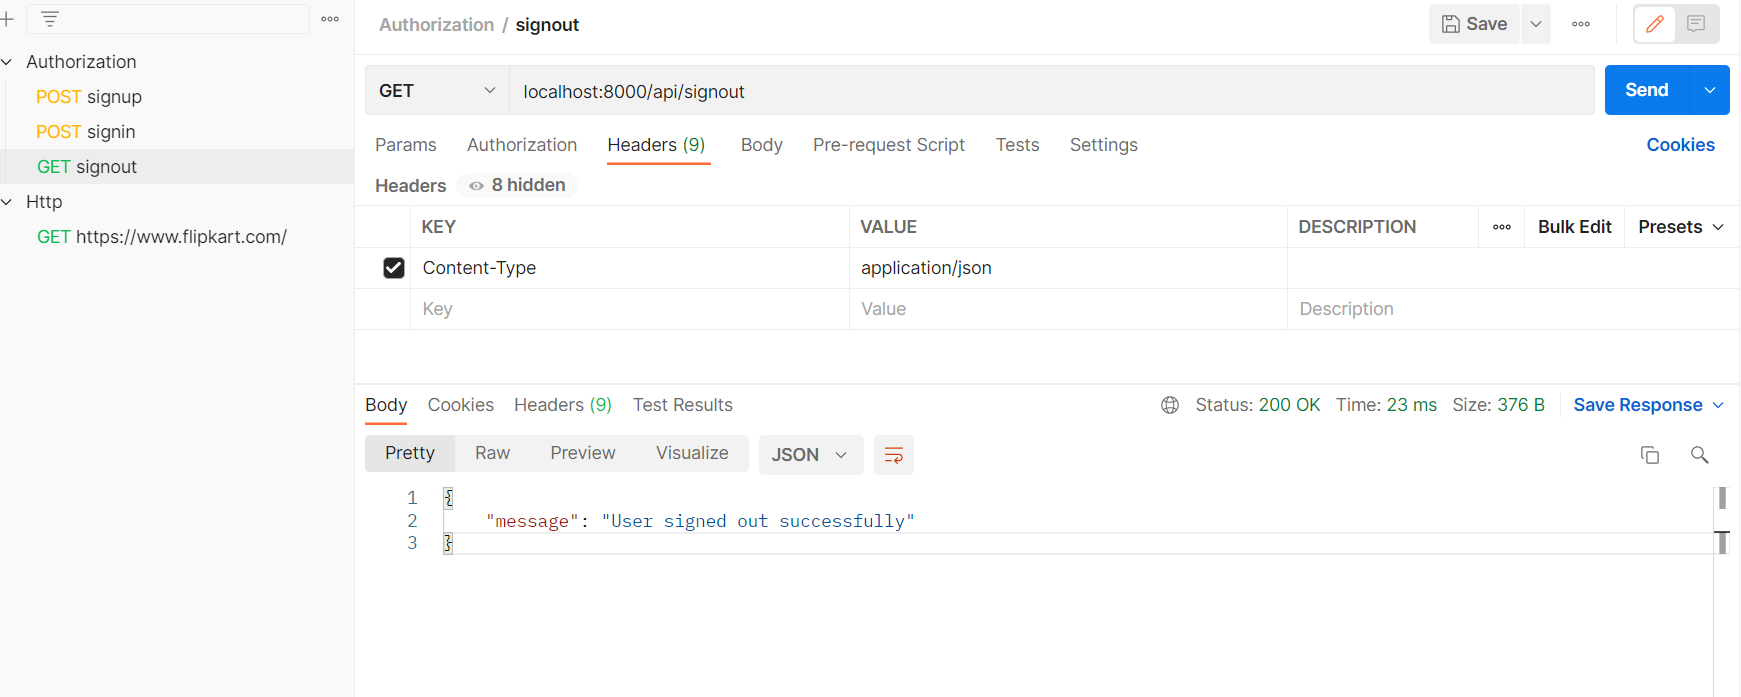 Authorization
POST signup
POST signin
GET signout
Http
GET https://www.flipkart.com/
Authorization / signout
Save
GET localhost:8000/api/signout Send
Params Authorization Headers (9) Body Pre-request Script Tests Settings Cookies
Headers 8 hidden
KEY VALUE DESCRIPTION Bulk Edit Presets
Content-Type application/json
Key Value Description
Body Cookies Headers (9) Test Results Status: 200 OK Time: 23 ms Size: 376 B Save Response
Pretty Raw Preview Visualize JSON
1 {
2 "message": "User signed out successfully"
3 }